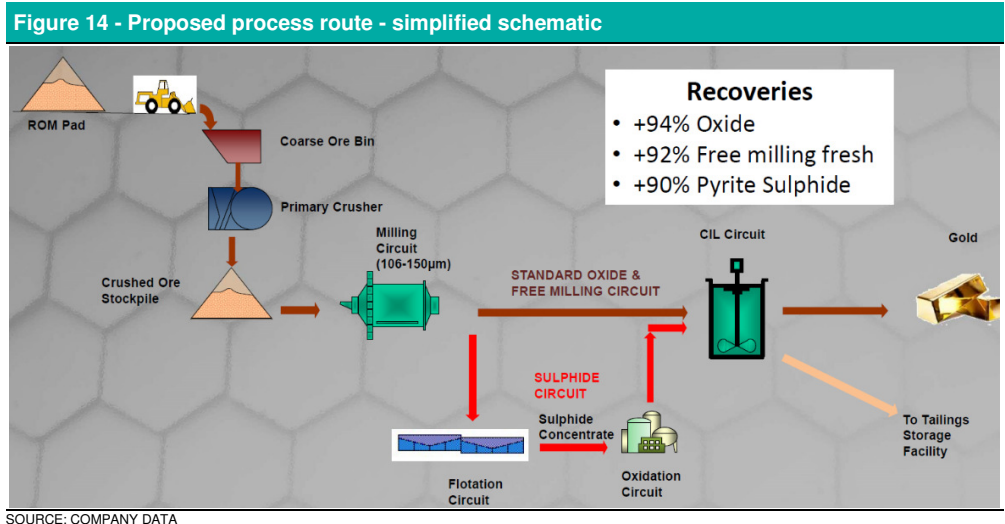 Figure 14 - Proposed process route - simplified schematic
ROM Pad
Coarse Ore Bin
Primary Crusher
Crushed Ore
Stockpile
Milling
Circuit
(106-150µm)
Recoveries
• +94% Oxide
• +92% Free milling fresh
• +90% Pyrite Sulphide
STANDARD OXIDE &
FREE MILLING CIRCUIT
CIL Circuit
Gold
SULPHIDE
CIRCUIT
Sulphide
Concentrate
Flotation
Circuit
Oxidation
Circuit
To Tailings
Storage
Facility
SOURCE: COMPANY DATA